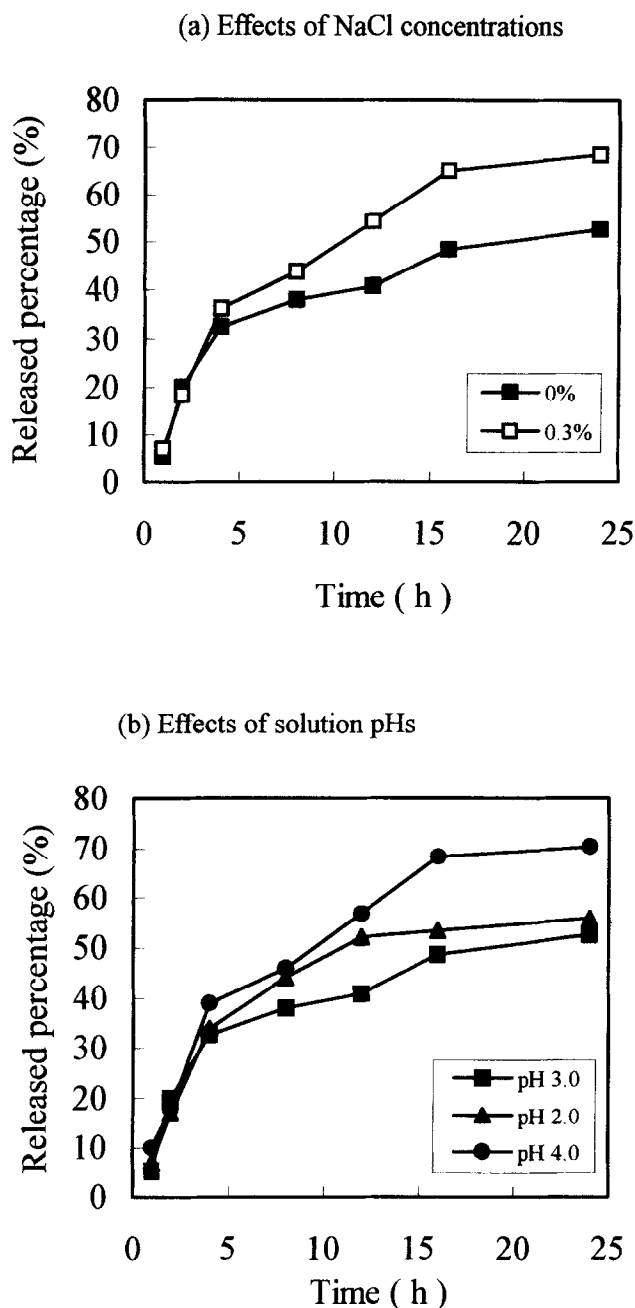 (a) Effects of NaCl concentrations
80
70
60
50
40
30
20
10
0
Released percentage (%)
0%
0.3%
0 5 10 15 20 25
Time ( h )
(b) Effects of solution pHs
80
70
60
50
40
30
20
10
0
Released percentage (%)
pH 3.0
pH 2.0
pH 4.0
0 5 10 15 20 25
Time ( h )